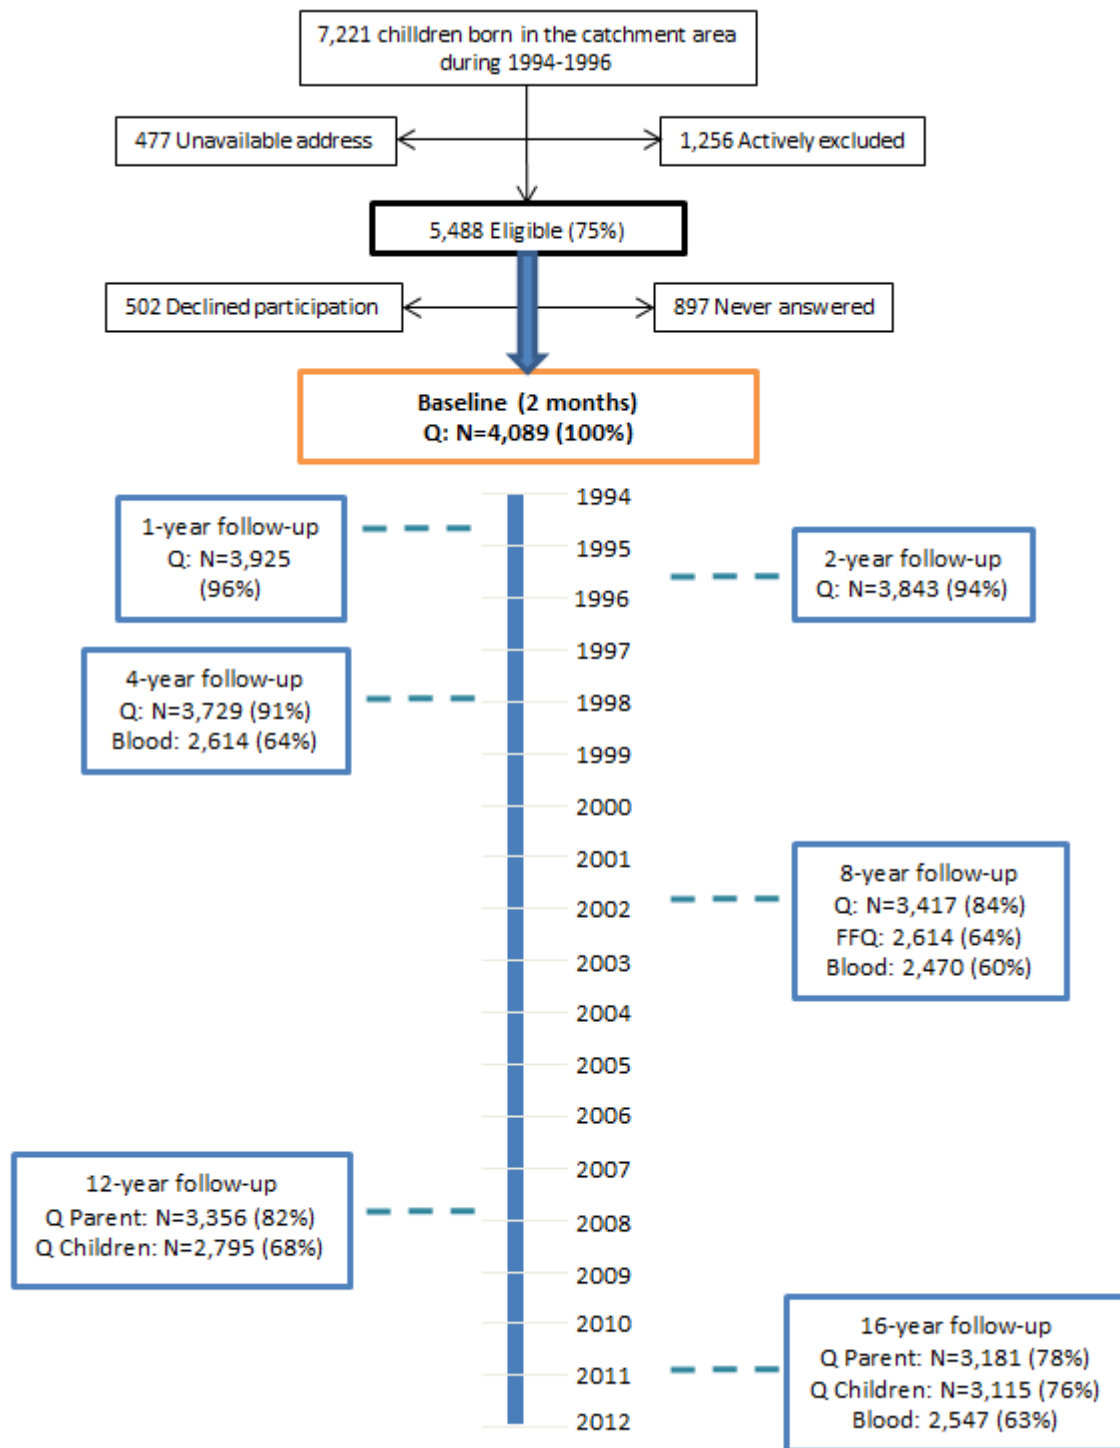 7,221 chilldren born in the catchment area
during 1994-1996
477 Unavailable address
1,256 Actively excluded
5,488 Eligible (75%)
502 Declined participation
897 Never answered
Baseline (2 months)
Q: N=4,089 (100%)
1994
1-year follow-up
Q: N=3,925
(96%)
1995
2-year follow-up
Q: N=3,843 (94%)
1996
1997
4-year follow-up
Q: N=3,729 (91%)
Blood: 2,614 (64%)
1998
1999
2000
2001
8-year follow-up
Q: N=3,417 (84%)
FFQ: 2,614 (64%)
Blood: 2,470 (60%)
2002
2003
2004
2005
2006
2007
12-year follow-up
Q Parent: N=3,356 (82%)
Q Children: N=2,795 (68%)
2008
2009
2010
16-year follow-up
Q Parent: N=3,181 (78%)
Q Children: N=3,115 (76%)
Blood: 2,547 (63%)
2011
2012